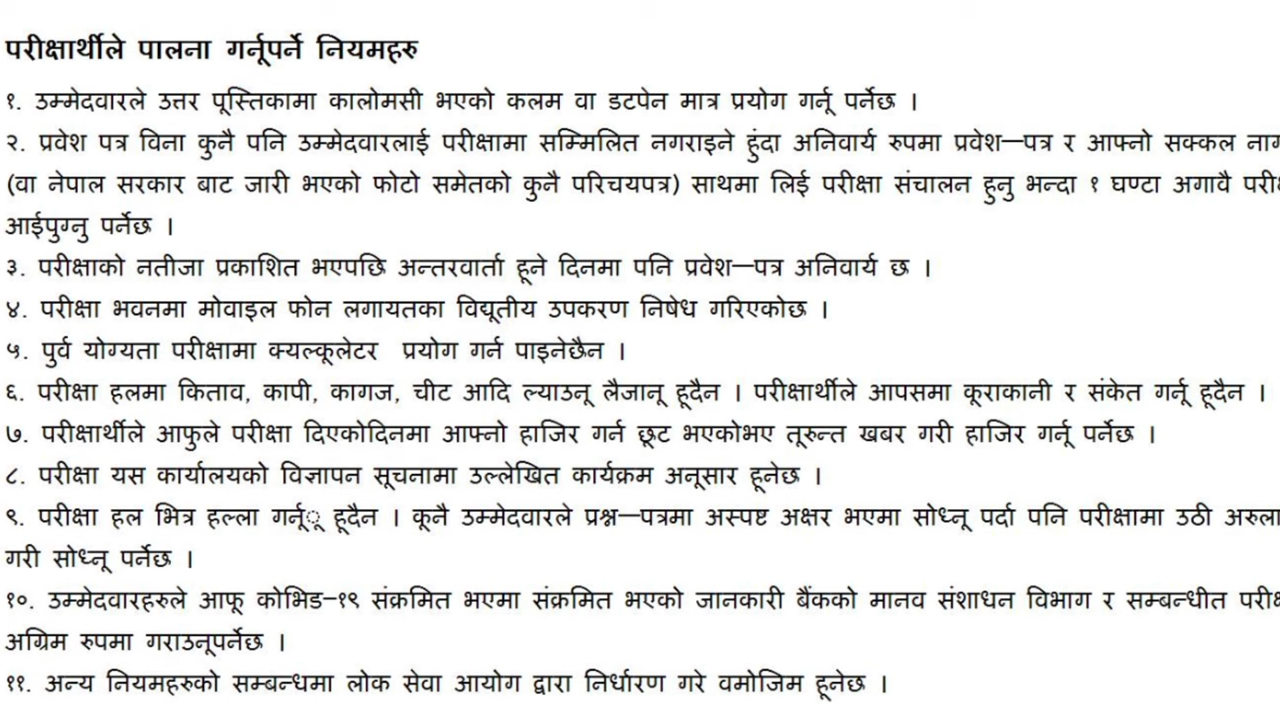 परीक्षार्थीले पालना गर्नूपर्ने नियमहरु
१. उम्मेदवारले उत्तर पूस्तिकामा कालोमसी भएको कलम वा डटपेन मात्र प्रयोग गर्नू पर्नेछ ।
२. प्रवेश पत्र विना कुनै पनि उम्मेदवारलाई परीक्षामा सम्मिलित नगराइने हुंदा अनिवार्य रुपमा प्रवेश—पत्र र आफ्नो सक्कल
(वा नेपाल सरकार बाट जारी भएको फोटो समेतको कुनै परिचयपत्र) साथमा लिई परीक्षा संचालन हुनु भन्दा १ घण्टा अगावै
आईपुग्नु पर्नेछ ।
३. परीक्षाको नतीजा प्रकाशित भएपछि अन्तरवार्ता हूने दिनमा पनि प्रवेश—पत्र अनिवार्य छ ।
४. परीक्षा भवनमा मोवाइल फोन लगायतका विद्यूतीय उपकरण निषेध गरिएकोछ ।
५. पुर्व योग्यता परीक्षामा क्यल्कूलेटर प्रयोग गर्न पाइनेछैन ।
६. परीक्षा हलमा किताव, कापी, कागज, चीट आदि ल्याउनू लैजानू हूदैन । परीक्षार्थीले आपसमा कूराकानी र संकेत गर्नू हूदैन ।
७. परीक्षार्थीले आफुले परीक्षा दिएकोदिनमा आफ्नो हाजिर गर्न छूट भएकोभए तूरुन्त खबर गरी हाजिर गर्नू पर्नेछ ।
८. परीक्षा यस कार्यालयको विज्ञापन सूचनामा उल्लेखित कार्यक्रम अनूसार हूनेछ ।
९. परीक्षा हल भित्र हल्ला गर्नूू हूदैन । कूनै उम्मेदवारले प्रश्न—पत्रमा अस्पष्ट अक्षर भएमा सोध्नू पर्दा पनि परीक्षामा उठी
गरी सोध्नू पर्नेछ ।
१०. उम्मेदवारहरुले आफू कोभिड–१९ संक्रमित भएमा संक्रमित भएको जानकारी बैंकको मानव संशाधन विभाग र सम्बन्धीत
अग्रिम रुपमा गराउनूपर्नेछ ।
११. अन्य नियमहरुको सम्बन्धमा लोक सेवा आयोग द्वारा निर्धारण गरे वमोजिम हूनेछ ।